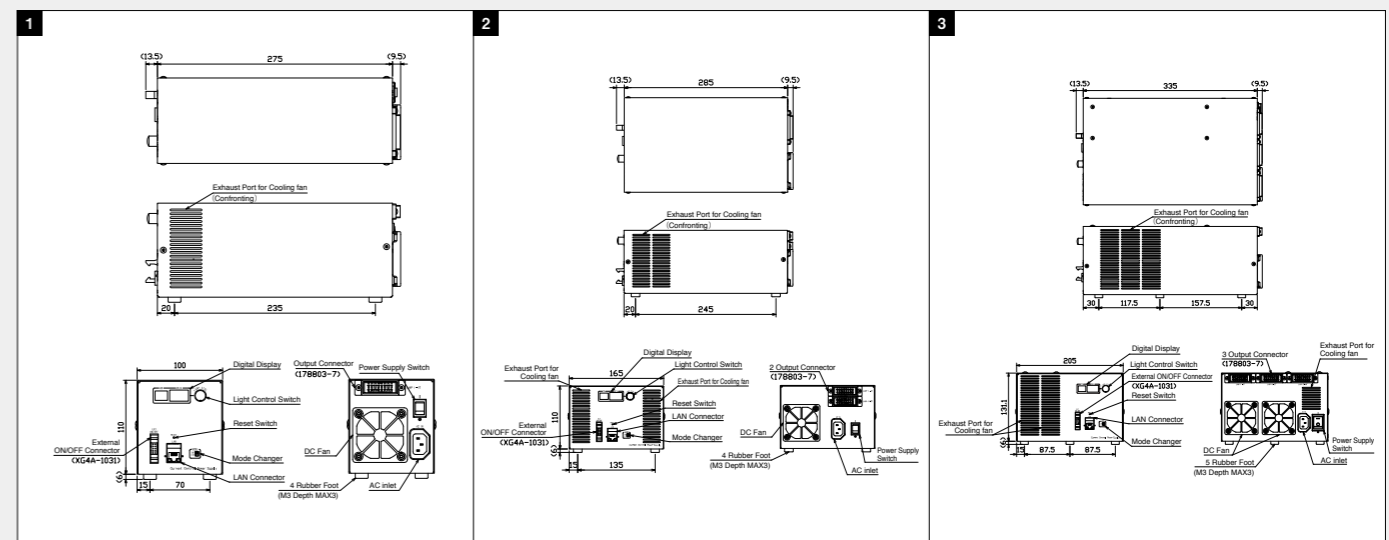 1
(13.5)
275
(9.5)
Exhaust Port for Cooling fan
(Confronting)
20
235
100
110
(6)
15
70
Digital Display
Light Control Switch
Reset Switch
External
ON/OFF Connector
(XG4A-1031)
Mode Changer
LAN Connector
Output Connector
(178803-7)
Power Supply Switch
DC Fan
4 Rubber Foot
(M3 Depth MAX3)
AC inlet
2
(13.5)
285
(9.5)
Exhaust Port for Cooling fan
(Confronting)
20
245
165
110
(6)
15
135
Digital Display
Exhaust Port for
Cooling fan
Light Control Switch
Exhaust Port for Cooling fan
Reset Switch
LAN Connector
External
ON/OFF Connector
(XG4A-1031)
Mode Changer
2 Output Connector
(178803-7)
DC Fan
4 Rubber Foot
(M3 Depth MAX3)
Power Supply
Switch
AC inlet
3
(13.5)
335
(9.5)
Exhaust Port for Cooling fan
(Confronting)
30
117.5
157.5
30
205
131.1
(6)
15
87.5
87.5
Digital Display
Light Control Switch
External ON/OFF Connector
(XG4A-1031)
Reset Switch
LAN Connector
Exhaust Port for
Cooling fan
Mode Changer
3 Output Connector
(178803-7)
Exhaust Port for
Cooling fan
DC Fan
5 Rubber Foot
(M3 Depth MAX3)
Power Supply
Switch
AC inlet